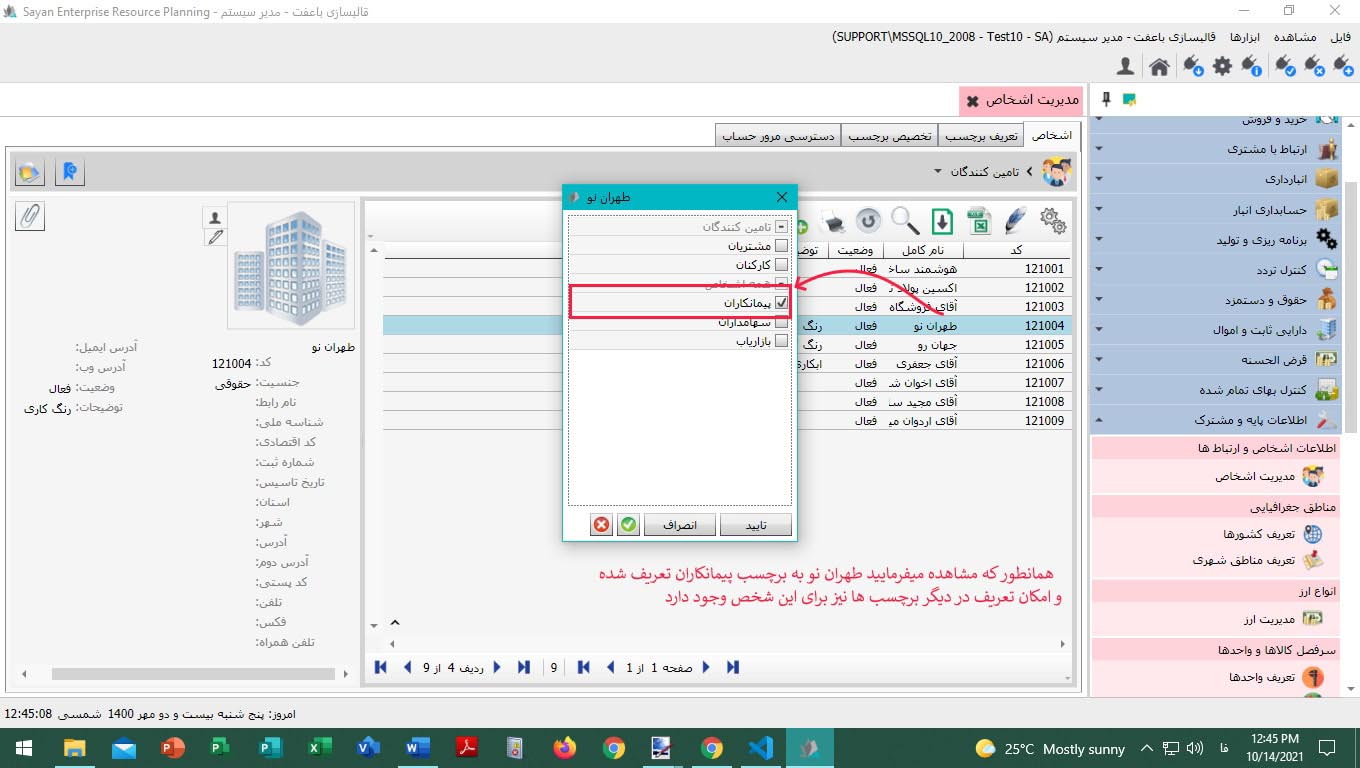 Sayan Enterprise Resource Planning - قالبسازی باعفت - مدیر سیستم
فایل مشاهده ابزارها قالبسازی باعفت - مدیر سیستم (SUPPORT\MSSQL10_2008 - Test10 - SA)
مدیریت اشخاص
اشخاص تعریف برچسب تخصیص برچسب دسترسی مرور حساب
تامین کنندگان
خرید و فروش
ارتباط با مشتری
انبارداری
حسابداری انبار
برنامه ریزی و تولید
کنترل تردد
حقوق و دستمزد
دارایی ثابت و اموال
قرض الحسنه
کنترل بهای تمام شده
اطلاعات پایه و مشترک
اطلاعات اشخاص و ارتباط ها
مدیریت اشخاص
مناطق جغرافیایی
تعریف کشورها
تعریف مناطق شهری
انواع ارز
مدیریت ارز
سرفصل کالاها و واحدها
تعریف واحدها
کد نام کامل وضعیت توض
121001 هوشمند ساخ فعال
121002 اکسین پولاد فعال
121003 آقای فروشگاه فعال
121004 طهران نو فعال رنگ
121005 جهان رو فعال رنگ
121006 آقای جعفری فعال ابکاری
121007 آقای اخوان ش فعال
121008 آقای مجید س فعال
121009 آقای اردوان می فعال
طهران نو
تامین کنندگان
مشتریان
کارکنان
همه اشخاص
پیمانکاران
سهامداران
بازاریاب
تایید انصراف
همانطور که مشاهده میفرمایید طهران نو به برچسب پیمانکاران تعریف شده
و امکان تعریف در دیگر برچسب ها نیز برای این شخص وجود دارد
صفحه 1 از 1
9
ردیف 4 از 9
طهران نو
کد: 121004
جنسیت: حقوقی
نام رابط:
شناسه ملی:
کد اقتصادی:
شماره ثبت:
تاریخ تاسیس:
استان:
شهر:
آدرس:
آدرس دوم:
کد پستی:
تلفن:
فکس:
تلفن همراه:
آدرس ایمیل:
آدرس وب:
وضعیت: فعال
توضیحات: رنگ کاری
امروز: پنج شنبه بیست و دو مهر 1400 شمسی 12:45:08
25°C Mostly sunny
فا
12:45 PM
10/14/2021